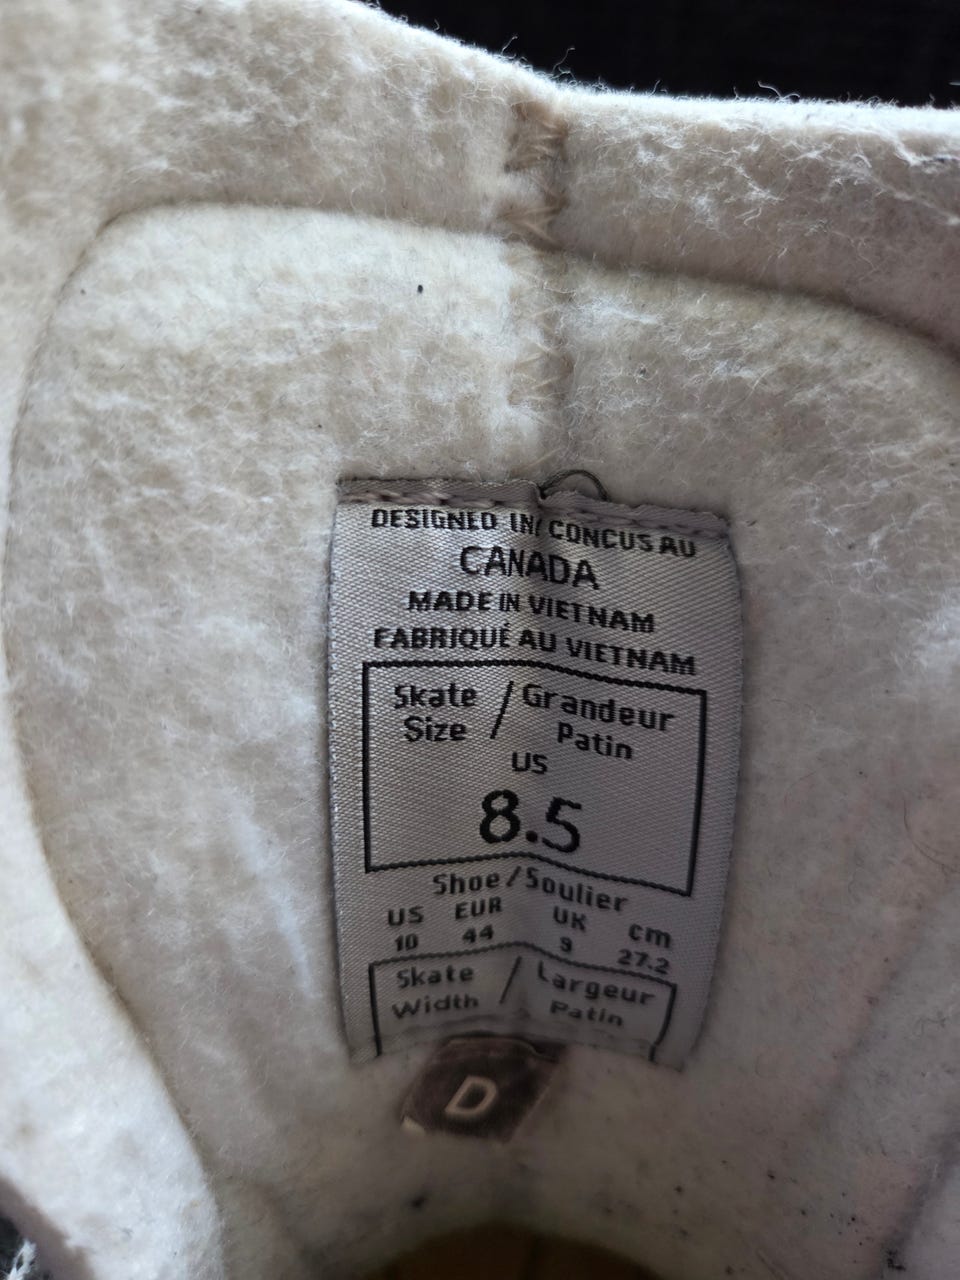 DESIGNED IN/ CONCUS AU
CANADA
MADE IN VIETNAM
FABRIQUÉ AU VIETNAM
Skate / Grandeur
Size Patin
US
8.5
Shoe / Soulier
US EUR UK cm
10 44 9 27.2
Skate / Largeur
Width Patin
D